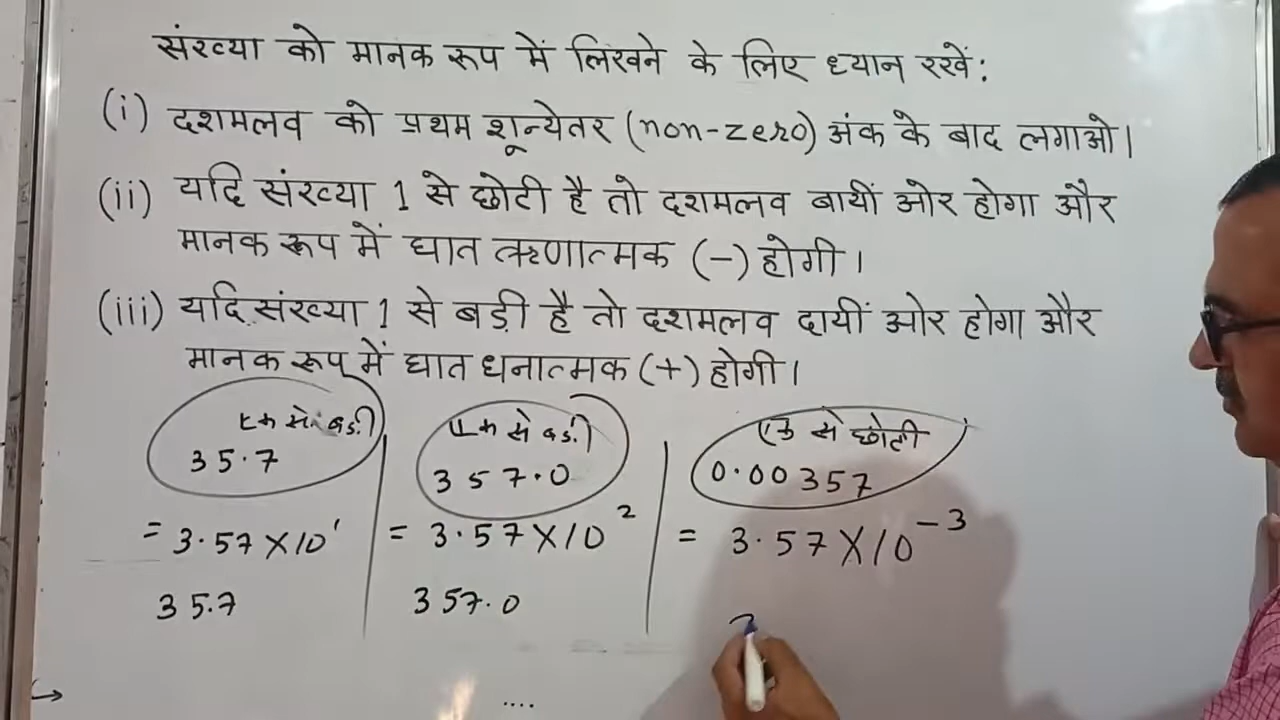 संख्या को मानक रूप में लिखने के लिए ध्यान रखें:
(i) दशमलव को प्रथम शून्येतर (non-zero) अंक के बाद लगाओ।
(ii) यदि संख्या 1 से छोटी है तो दशमलव बायीं ओर होगा और
मानक रूप में घात ऋणात्मक (-) होगी।
(iii) यदि संख्या 1 से बड़ी है तो दशमलव दायीं ओर होगा और
मानक रूप में घात धनात्मक (+) होगी।
एक से बड़ी
35.7
= 3.57 X 10¹
35.7
एक से बड़ी
357.0
= 3.57 X 10²
357.0
एक से छोटी
0.00357
= 3.57 X 10⁻³